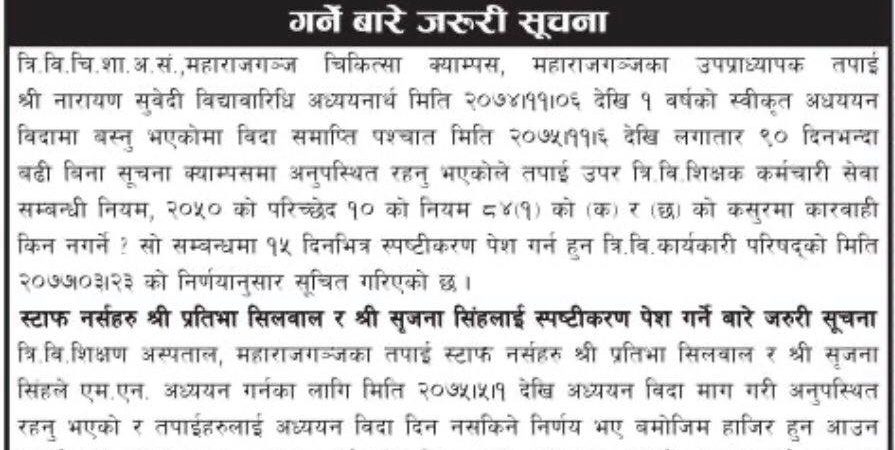 गर्ने बारे जरुरी सूचना
त्रि.वि.चि.शा.अ.सं.,महाराजगञ्ज चिकित्सा क्याम्पस, महाराजगञ्जका उपप्राध्यापक तपाई
श्री नारायण सुवेदी विद्यावारिधि अध्ययनार्थ मिति २०७४।११।०६ देखि १ वर्षको स्वीकृत अधययन
विदामा बस्नु भएकोमा विदा समाप्ति पश्चात मिति २०७५।११।६ देखि लगातार ९० दिनभन्दा
बढी बिना सूचना क्याम्पसमा अनुपस्थित रहनु भएकोले तपाई उपर त्रि.वि.शिक्षक कर्मचारी सेवा
सम्बन्धी नियम, २०५० को परिच्छेद १० को नियम ८४(१) को (क) र (छ) को कसुरमा कारवाही
किन नगर्ने ? सो सम्बन्धमा १५ दिनभित्र स्पष्टीकरण पेश गर्न हुन त्रि.वि.कार्यकारी परिषद्को मिति
२०७७।०३।२३ को निर्णयानुसार सूचित गरिएको छ ।
स्टाफ नर्सहरु श्री प्रतिभा सिलवाल र श्री सृजना सिंहलाई स्पष्टीकरण पेश गर्ने बारे जरुरी सूचना
त्रि.वि.शिक्षण अस्पताल, महाराजगञ्जका तपाई स्टाफ नर्सहरु श्री प्रतिभा सिलवाल र श्री सृजना
सिंहले एम.एन. अध्ययन गर्नका लागि मिति २०७५।५।१ देखि अध्ययन विदा माग गरी अनुपस्थित
रहनु भएको र तपाईहरुलाई अध्ययन विदा दिन नसकिने निर्णय भए बमोजिम हाजिर हुन आउन